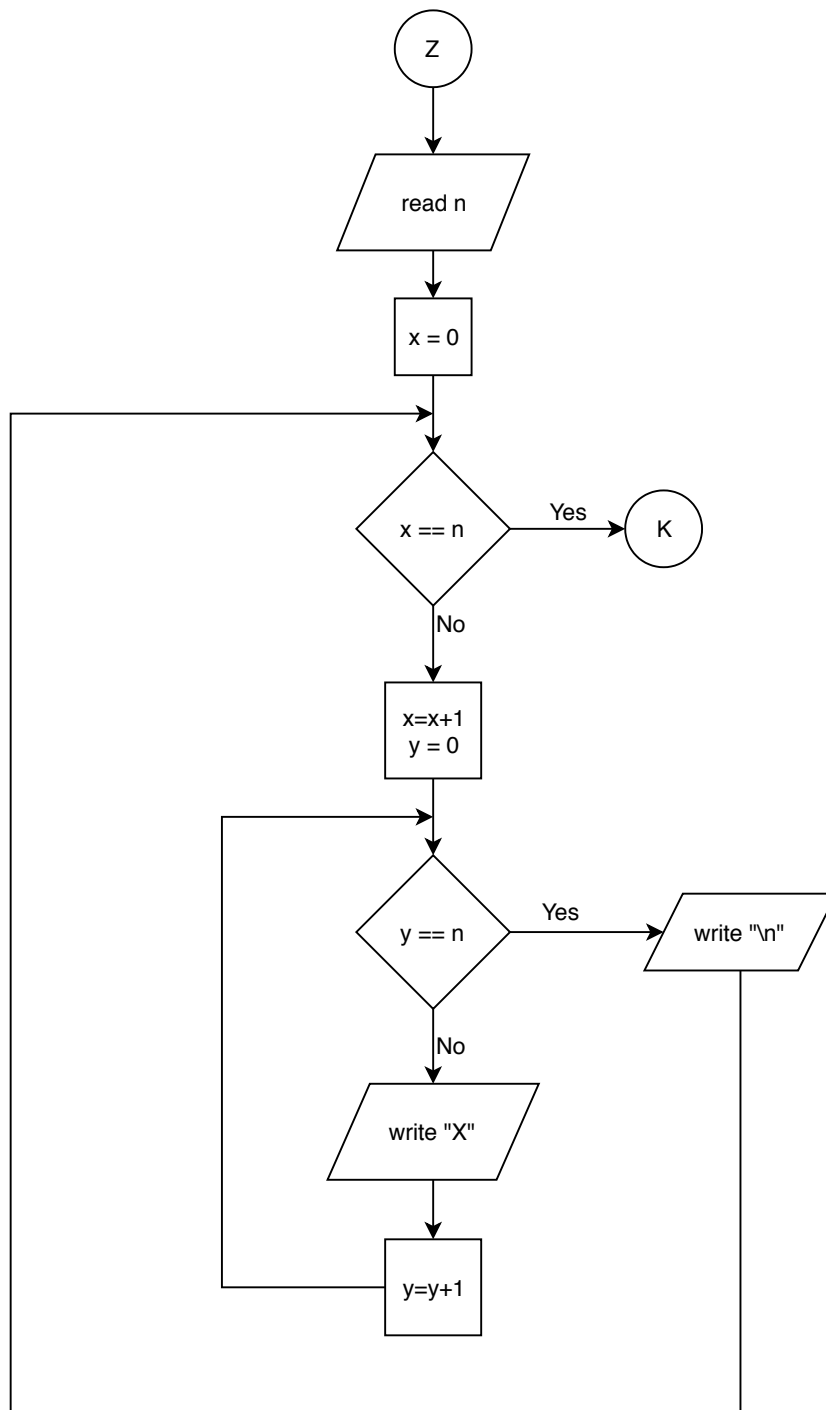 Z
read n
x = 0
x == n
Yes
K
No
x=x+1
y = 0
y == n
Yes
write "\n"
No
write "X"
y=y+1